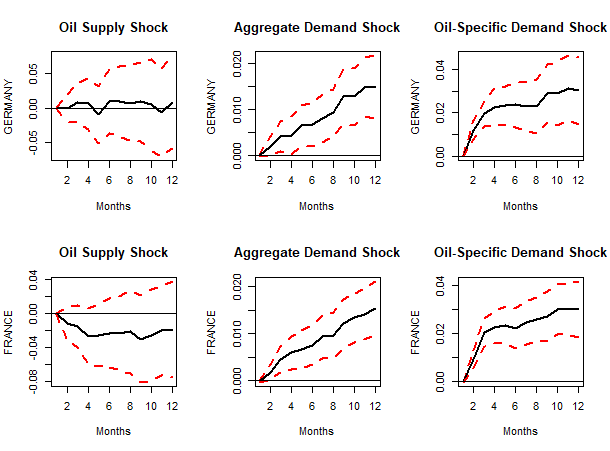 Oil Supply Shock
Aggregate Demand Shock
Oil-Specific Demand Shock
GERMANY
-0.05 0.00 0.05
2 4 6 8 10 12
Months
GERMANY
0.000 0.010 0.020
2 4 6 8 10 12
Months
GERMANY
0.00 0.02 0.04
2 4 6 8 10 12
Months
Oil Supply Shock
Aggregate Demand Shock
Oil-Specific Demand Shock
FRANCE
-0.08 -0.04 0.00 0.04
2 4 6 8 10 12
Months
FRANCE
0.000 0.010 0.020
2 4 6 8 10 12
Months
FRANCE
0.00 0.02 0.04
2 4 6 8 10 12
Months